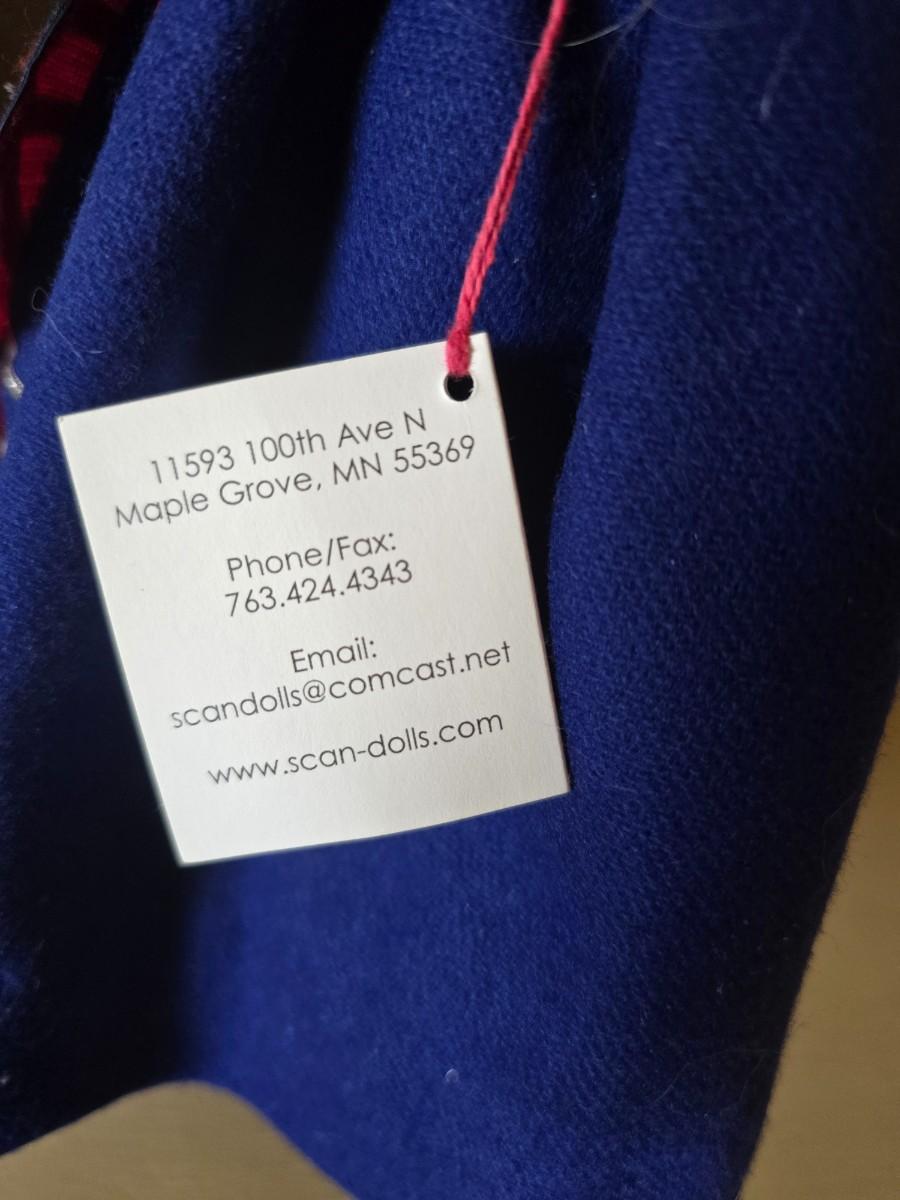 11593 100th Ave N
Maple Grove, MN 55369
Phone/Fax:
763.424.4343
Email:
scandolls@comcast.net
www.scan-dolls.com